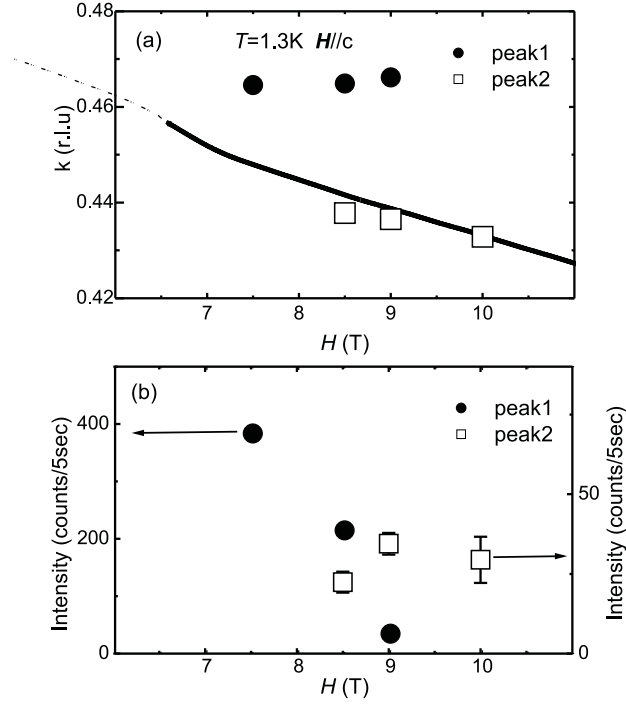 0.48
(a)
T=1.3K H//c
peak1
peak2
0.46
k (r.l.u)
0.44
0.42
7 8 9 10
H (T)
(b)
peak1
peak2
400
200
0
Intensity (counts/5sec)
50
0
Intensity (counts/5sec)
7 8 9 10
H (T)